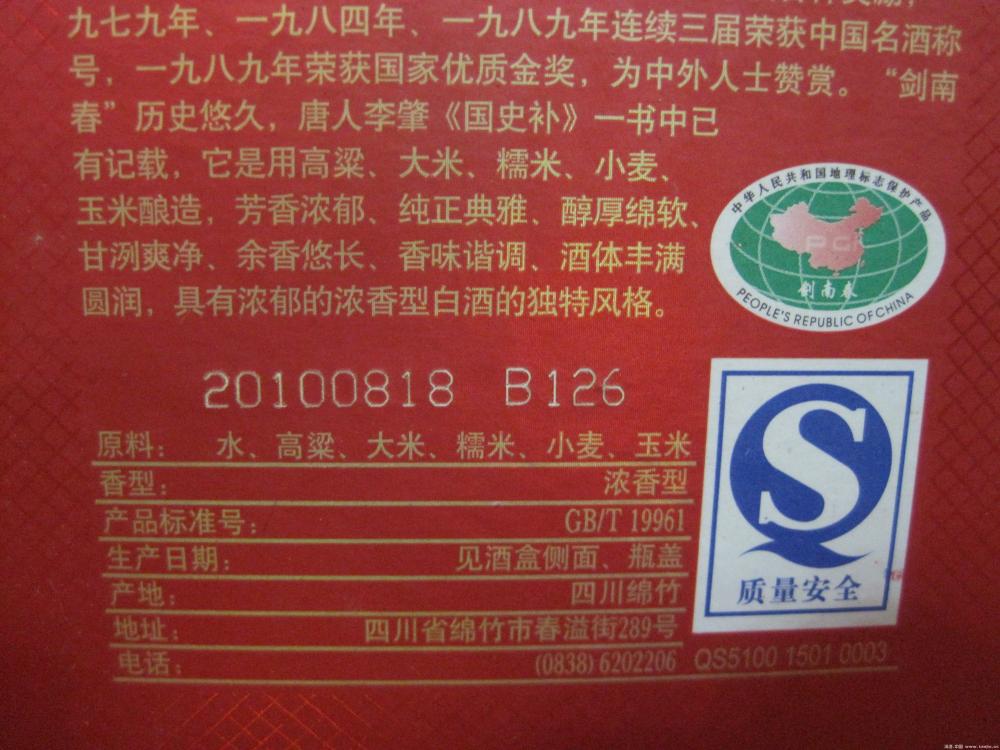 九七九年、一九八四年、一九八九年连续三届荣获中国名酒称
号，一九八九年荣获国家优质金奖，为中外人士赞赏。“剑南
春”历史悠久，唐人李肇《国史补》一书中已
有记载，它是用高粱、大米、糯米、小麦、
玉米酿造，芳香浓郁、纯正典雅、醇厚绵软、
甘洌爽净、余香悠长、香味谐调、酒体丰满
圆润，具有浓郁的浓香型白酒的独特风格。
中华人民共和国地理标志保护产品
PGI
剑南春
PEOPLE'S REPUBLIC OF CHINA
20100818 B126
原料： 水、高粱、大米、糯米、小麦、玉米
香型： 浓香型
产品标准号： GB/T 19961
生产日期： 见酒盒侧面、瓶盖
产地： 四川绵竹
地址： 四川省绵竹市春溢街289号
电话： (0838) 6202206
S
质量安全
QS5100 1501 0003